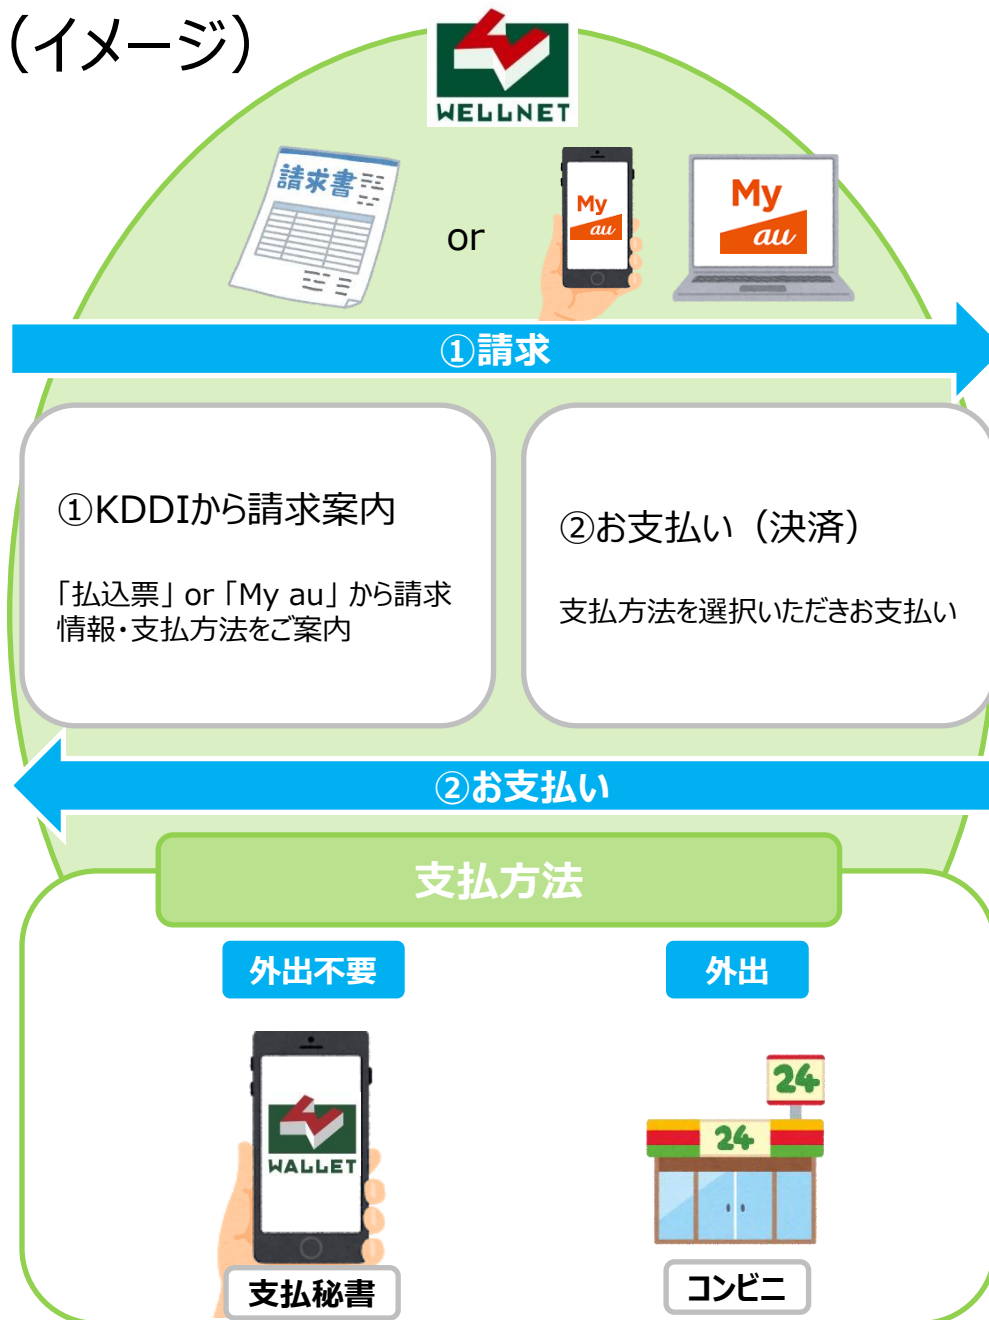 （イメージ）
WELLNET
請求書
or
My
au
My
au
①請求
①KDDIから請求案内
「払込票」or「My au」から請求
情報・支払方法をご案内
②お支払い（決済）
支払方法を選択いただきお支払い
②お支払い
支払方法
外出不要
外出
WALLET
24
24
支払秘書
コンビニ